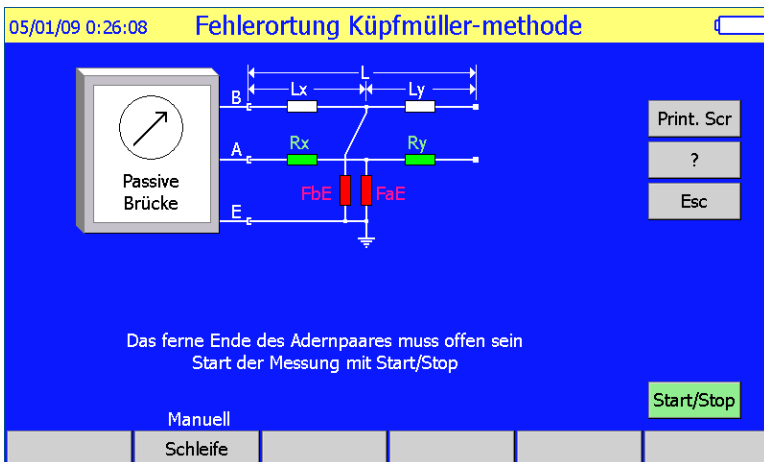 05/01/09 0:26:08
Fehlerortung Küpfmüller-methode
L
Lx
Ly
B
Rx
Ry
A
Passive
Brücke
FbE
FaE
E
Print. Scr
?
Esc
Das ferne Ende des Adernpaares muss offen sein
Start der Messung mit Start/Stop
Start/Stop
Manuell
Schleife